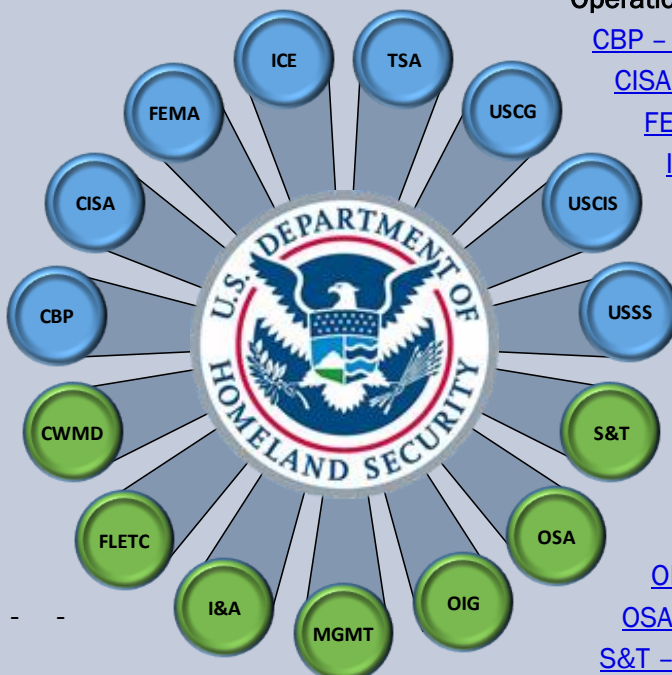 Operatio
CBP –
CISA
FE
I
ICE
TSA
FEMA
USCG
CISA
USCIS
CBP
USSS
U.S. DEPARTMENT OF
HOMELAND SECURITY
CWMD
S&T
FLETC
OSA
I&A
OIG
MGMT
- -
O
OSA
S&T –